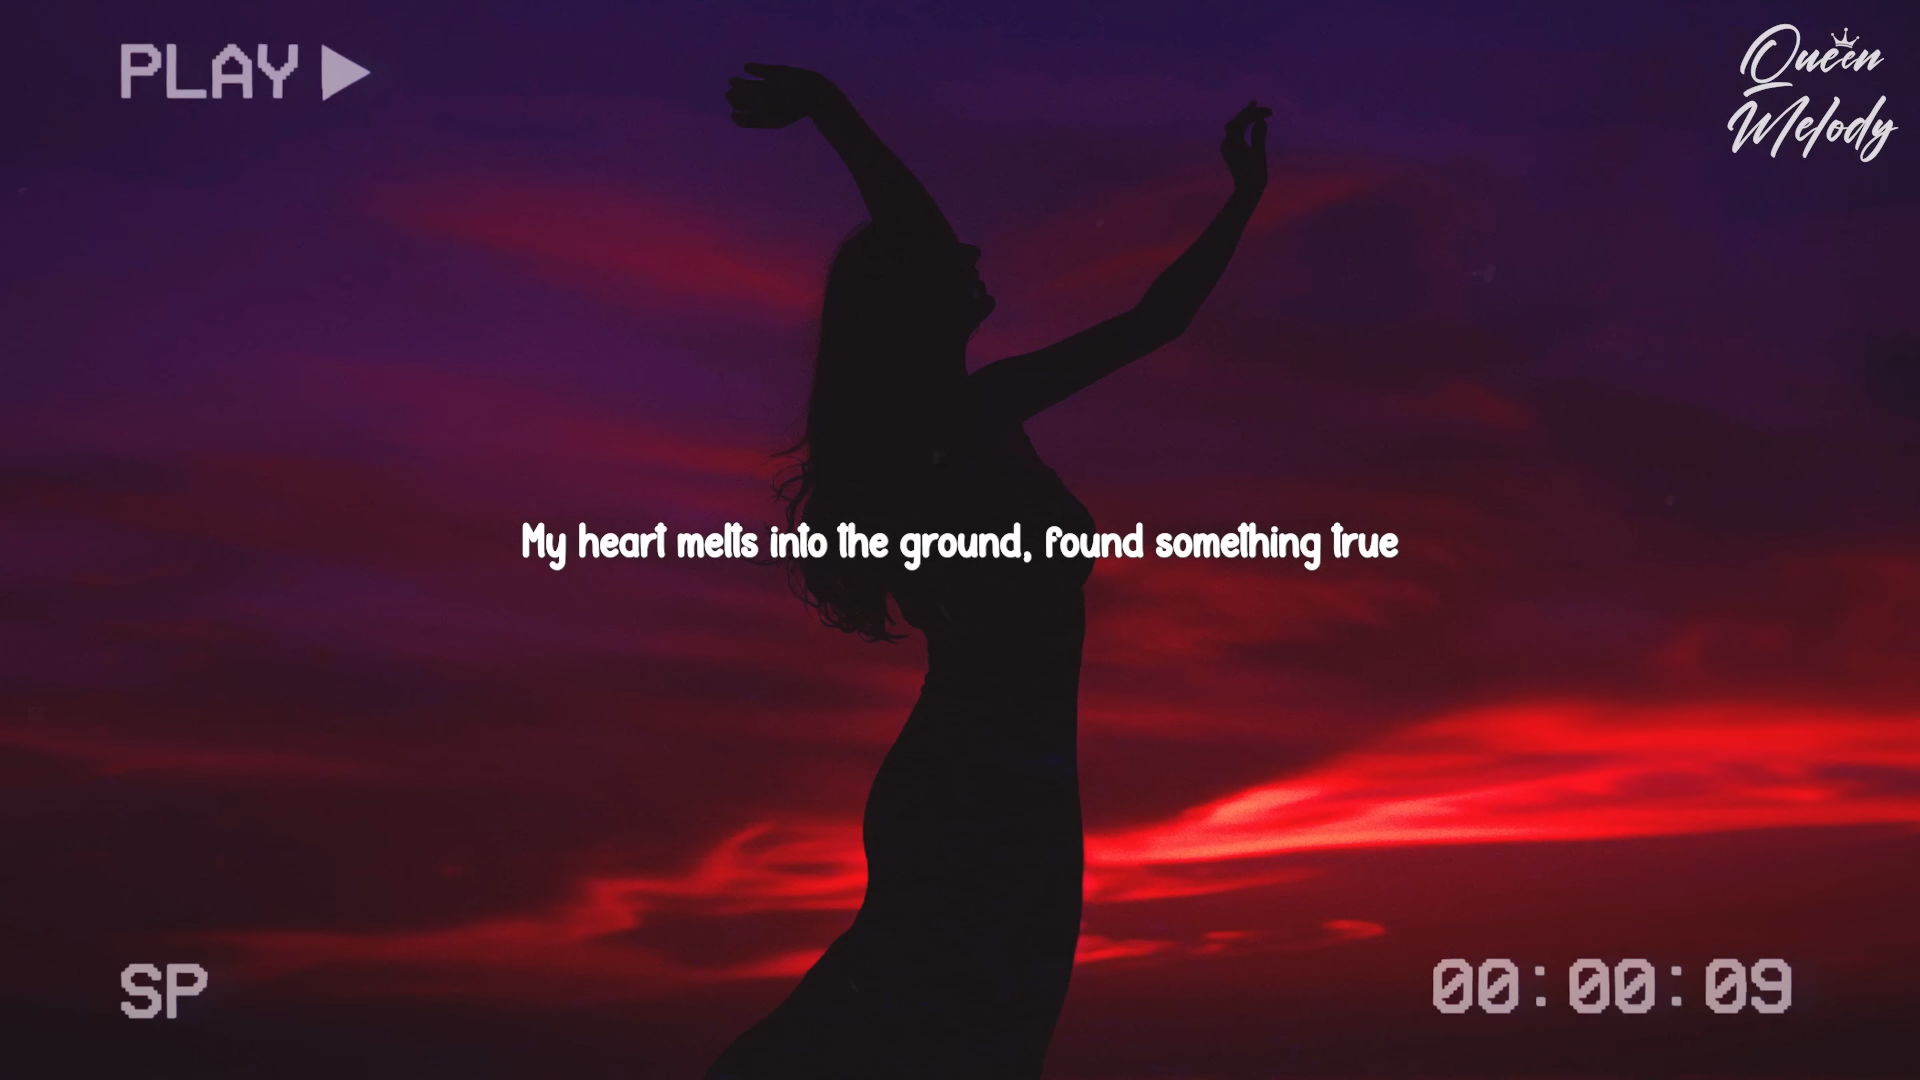 PLAY
Queen
Melody
My heart melts into the ground, found something true
SP
00:00:09